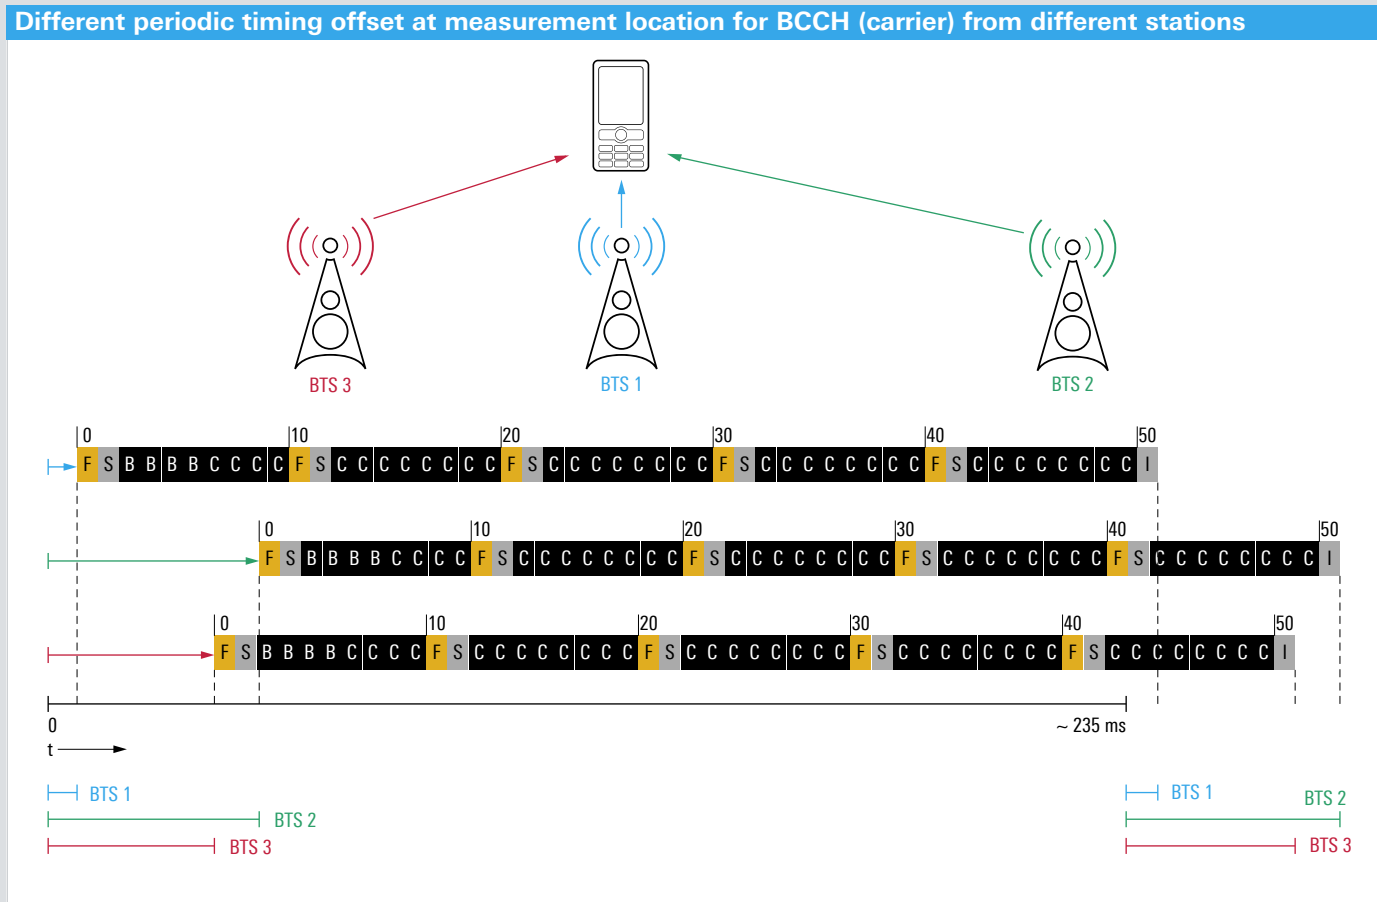 Different periodic timing offset at measurement location for BCCH (carrier) from different stations
BTS 3
BTS 1
BTS 2
0 10 20 30 40 50
F S B B B B C C C C F S C C C C C C C C F S C C C C C C C C F S C C C C C C C C F S C C C C C C C C I
0 10 20 30 40 50
F S B B B B C C C C F S C C C C C C C C F S C C C C C C C C F S C C C C C C C C F S C C C C C C C C I
0 10 20 30 40 50
F S B B B B C C C C F S C C C C C C C C F S C C C C C C C C F S C C C C C C C C F S C C C C C C C C I
0
~ 235 ms
t
BTS 1
BTS 2
BTS 3
BTS 1
BTS 2
BTS 3